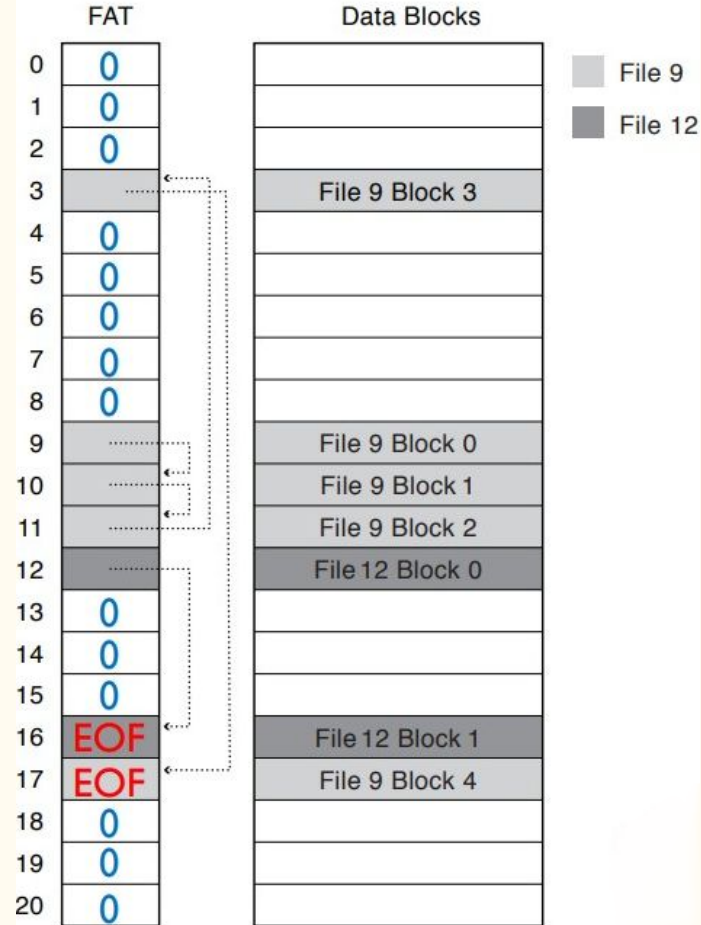 FAT Data Blocks
0 0
1 0
2 0
3 File 9 Block 3
4 0
5 0
6 0
7 0
8 0
9 File 9 Block 0
10 File 9 Block 1
11 File 9 Block 2
12 File 12 Block 0
13 0
14 0
15 0
16 EOF File 12 Block 1
17 EOF File 9 Block 4
18 0
19 0
20 0
File 9
File 12